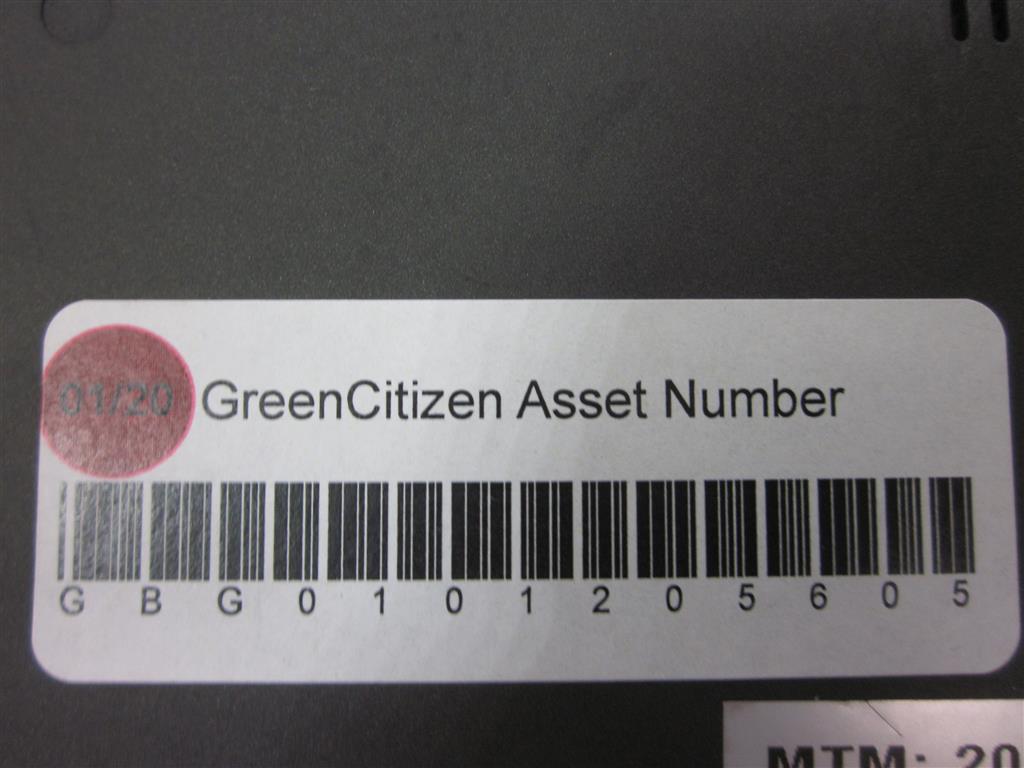 01/20 GreenCitizen Asset Number
GBG0101205605
MTM: 20